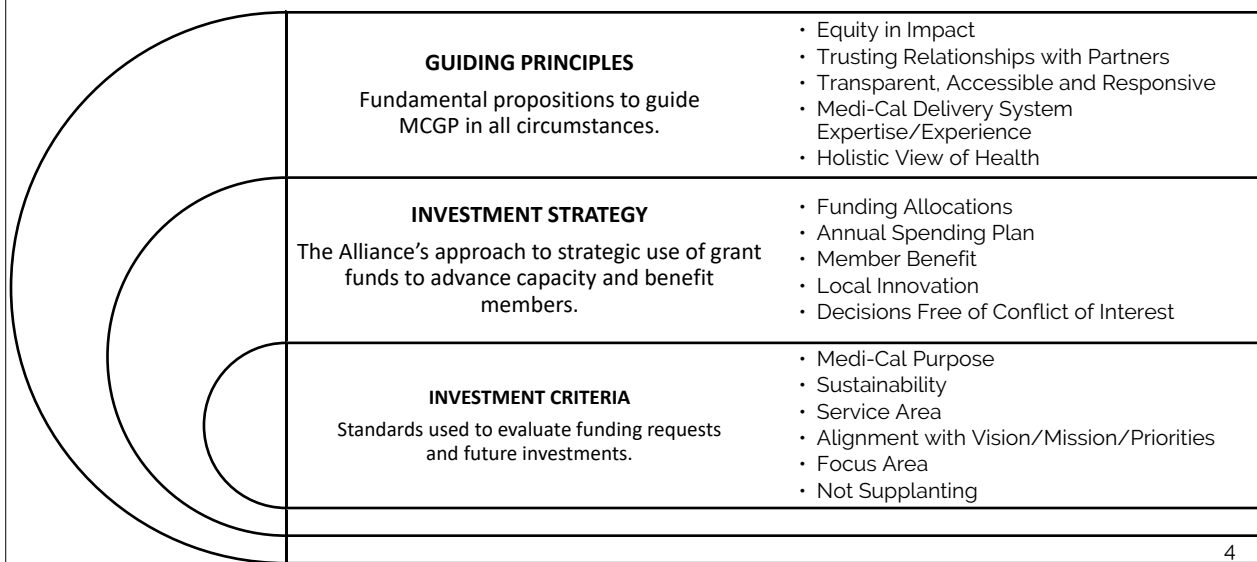 GUIDING PRINCIPLES
Fundamental propositions to guide
MCGP in all circumstances.
• Equity in Impact
• Trusting Relationships with Partners
• Transparent, Accessible and Responsive
• Medi-Cal Delivery System
Expertise/Experience
• Holistic View of Health
INVESTMENT STRATEGY
The Alliance’s approach to strategic use of grant
funds to advance capacity and benefit
members.
• Funding Allocations
• Annual Spending Plan
• Member Benefit
• Local Innovation
• Decisions Free of Conflict of Interest
INVESTMENT CRITERIA
Standards used to evaluate funding requests
and future investments.
• Medi-Cal Purpose
• Sustainability
• Service Area
• Alignment with Vision/Mission/Priorities
• Focus Area
• Not Supplanting
4